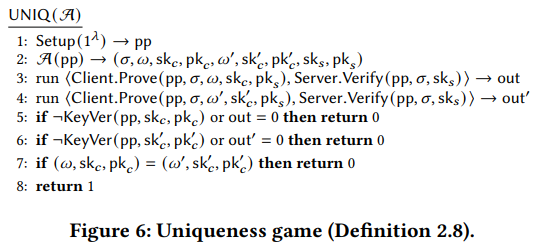 UNIQ(𝒜)
1: Setup(1^λ) → pp
2: 𝒜(pp) → (σ, ω, sk_c, pk_c, ω′, sk′_c, pk′_c, sk_s, pk_s)
3: run ⟨Client.Prove(pp, σ, ω, sk_c, pk_s), Server.Verify(pp, σ, sk_s)⟩ → out
4: run ⟨Client.Prove(pp, σ, ω′, sk′_c, pk_s), Server.Verify(pp, σ, sk_s)⟩ → out′
5: if ¬KeyVer(pp, sk_c, pk_c) or out = 0 then return 0
6: if ¬KeyVer(pp, sk′_c, pk′_c) or out′ = 0 then return 0
7: if (ω, sk_c, pk_c) = (ω′, sk′_c, pk′_c) then return 0
8: return 1
Figure 6: Uniqueness game (Definition 2.8).